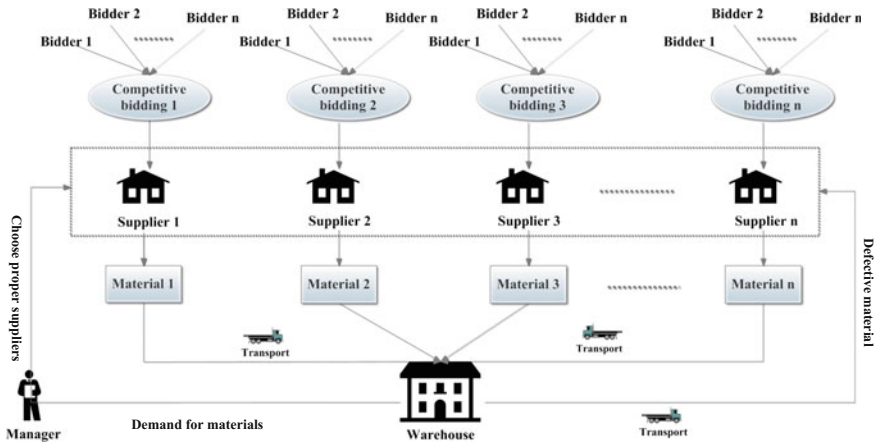 Bidder 1
Bidder 2
Bidder n
Bidder 1
Bidder 2
Bidder n
Bidder 1
Bidder 2
Bidder n
Bidder 1
Bidder 2
Bidder n
Competitive
bidding 1
Competitive
bidding 2
Competitive
bidding 3
Competitive
bidding n
Supplier 1
Supplier 2
Supplier 3
Supplier n
Choose proper
suppliers
Defective material
Material 1
Material 2
Material 3
Material n
Transport
Transport
Manager
Demand for materials
Warehouse
Transport